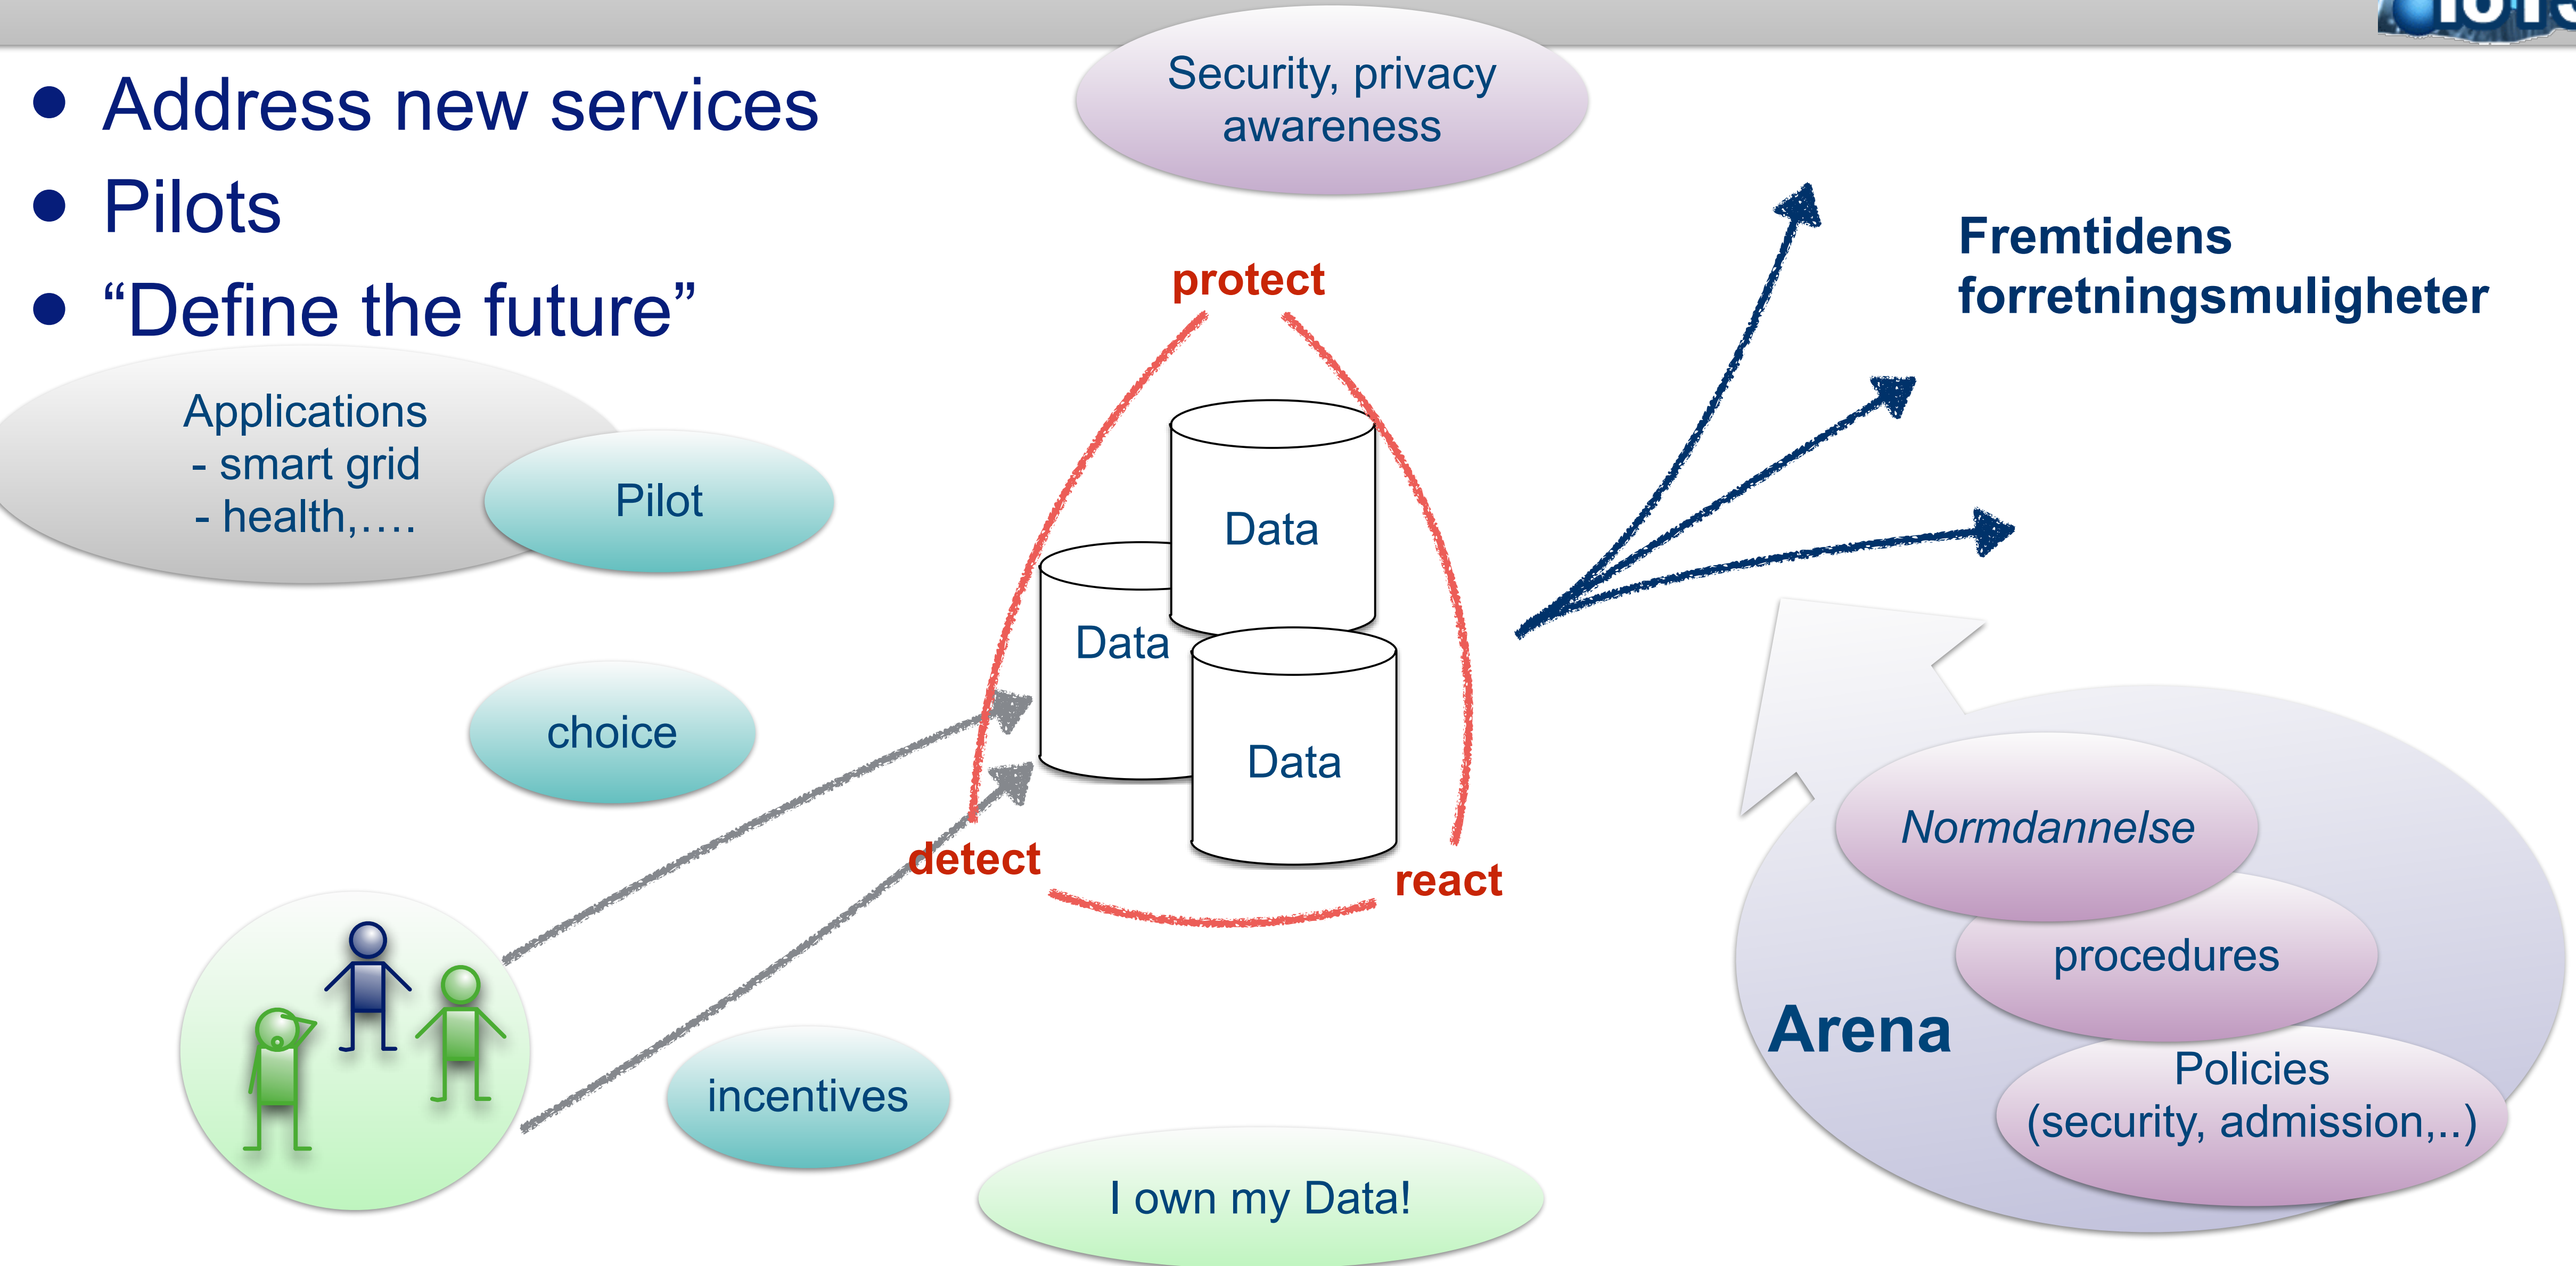 • Address new services
• Pilots
• “Define the future”
Security, privacy
awareness
Fremtidens
forretningsmuligheter
protect
Applications
- smart grid
- health,….
Pilot
Data
Data
Data
choice
detect
react
Normdannelse
procedures
Arena
Policies
(security, admission,..)
incentives
I own my Data!